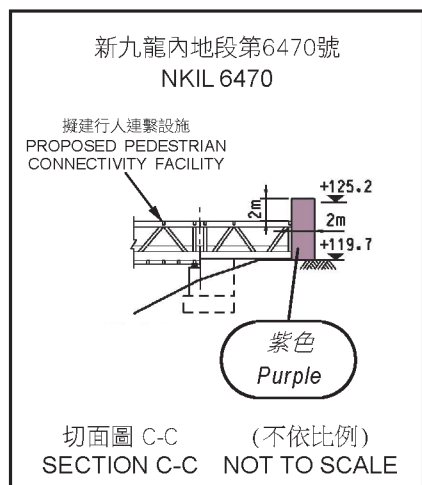 新九龍內地段第6470號
NKIL 6470
擬建行人連繫設施
PROPOSED PEDESTRIAN
CONNECTIVITY FACILITY
+125.2
2m
2m
+119.7
紫色
Purple
切面圖 C-C (不依比例)
SECTION C-C NOT TO SCALE